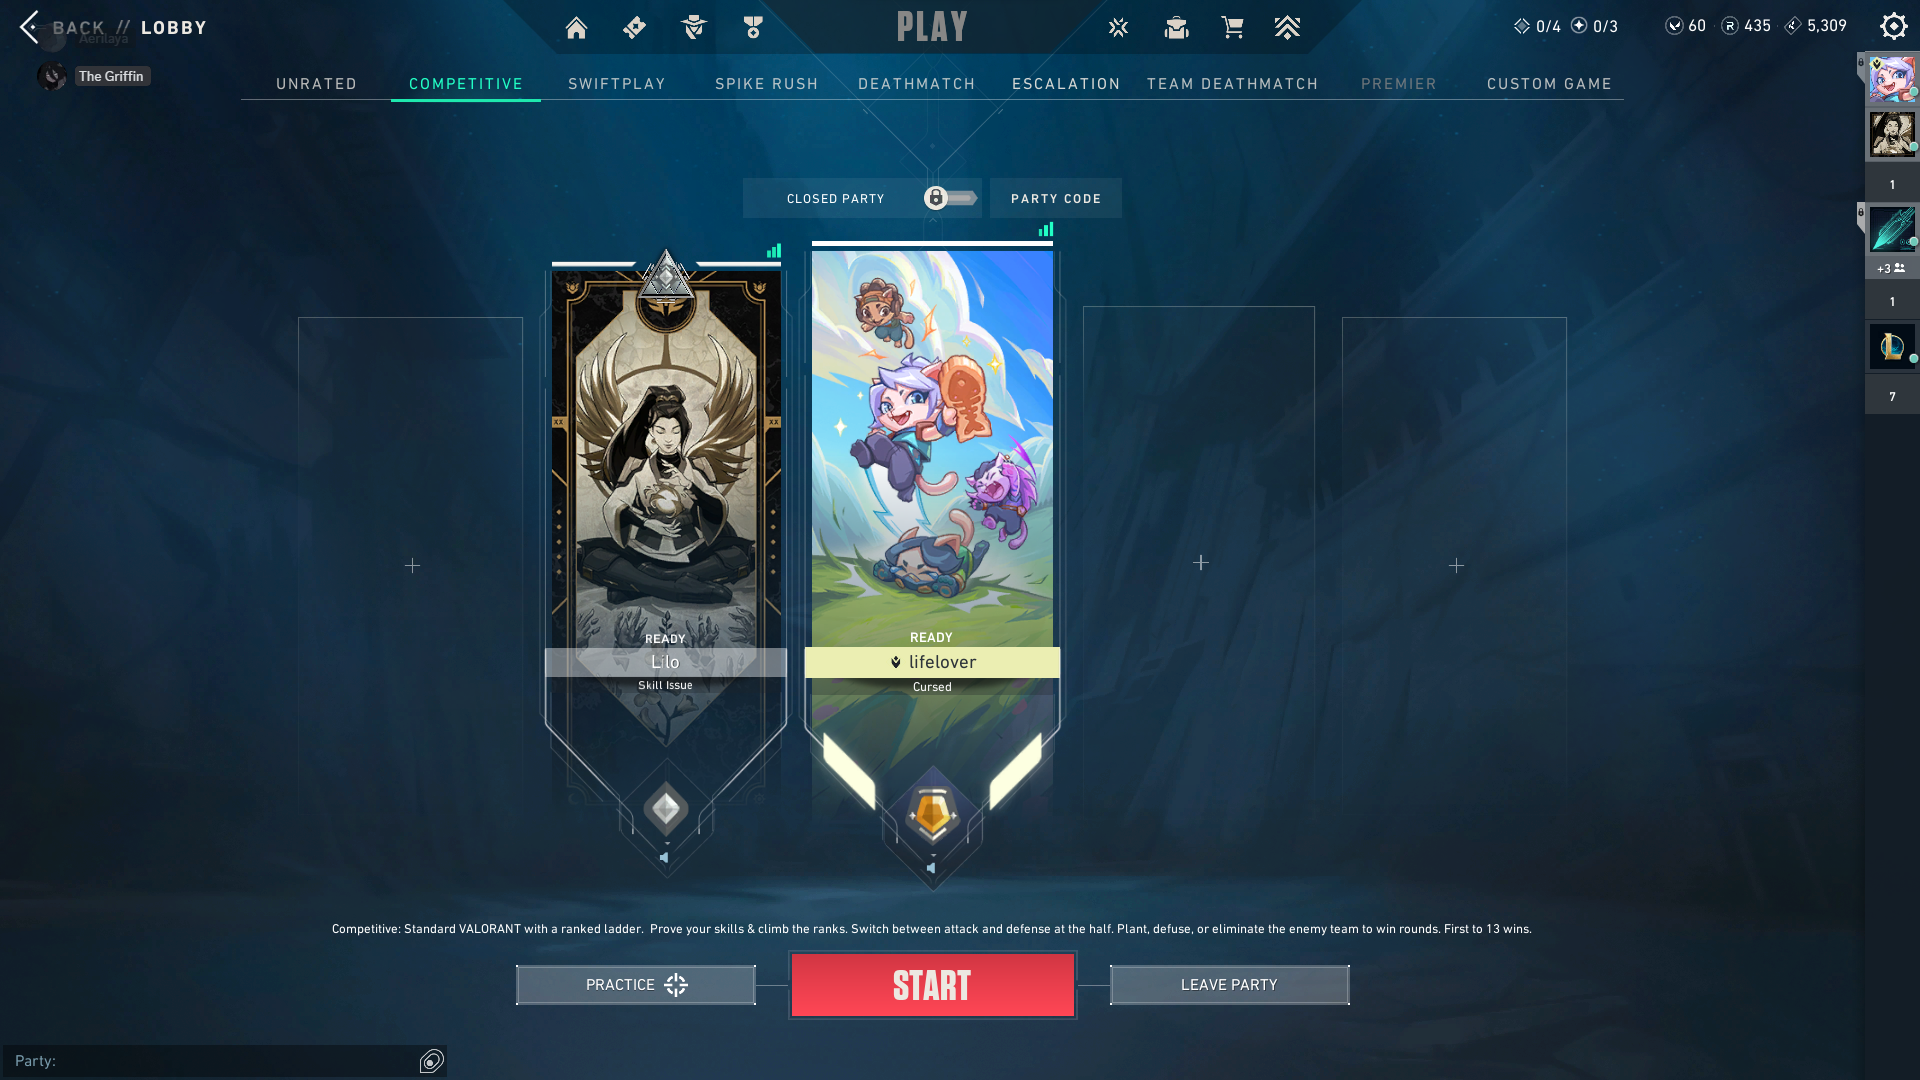 BACK // LOBBY
PLAY
0/4 0/3 60 R 435 5,309
Aerilaya
The Griffin
UNRATED COMPETITIVE SWIFTPLAY SPIKE RUSH DEATHMATCH ESCALATION TEAM DEATHMATCH PREMIER CUSTOM GAME
CLOSED PARTY PARTY CODE
1
+3
1
7
XX XX
READY
Lilo
Skill Issue
READY
lifelover
Cursed
Competitive: Standard VALORANT with a ranked ladder. Prove your skills & climb the ranks. Switch between attack and defense at the half. Plant, defuse, or eliminate the enemy team to win rounds. First to 13 wins.
PRACTICE START LEAVE PARTY
Party: